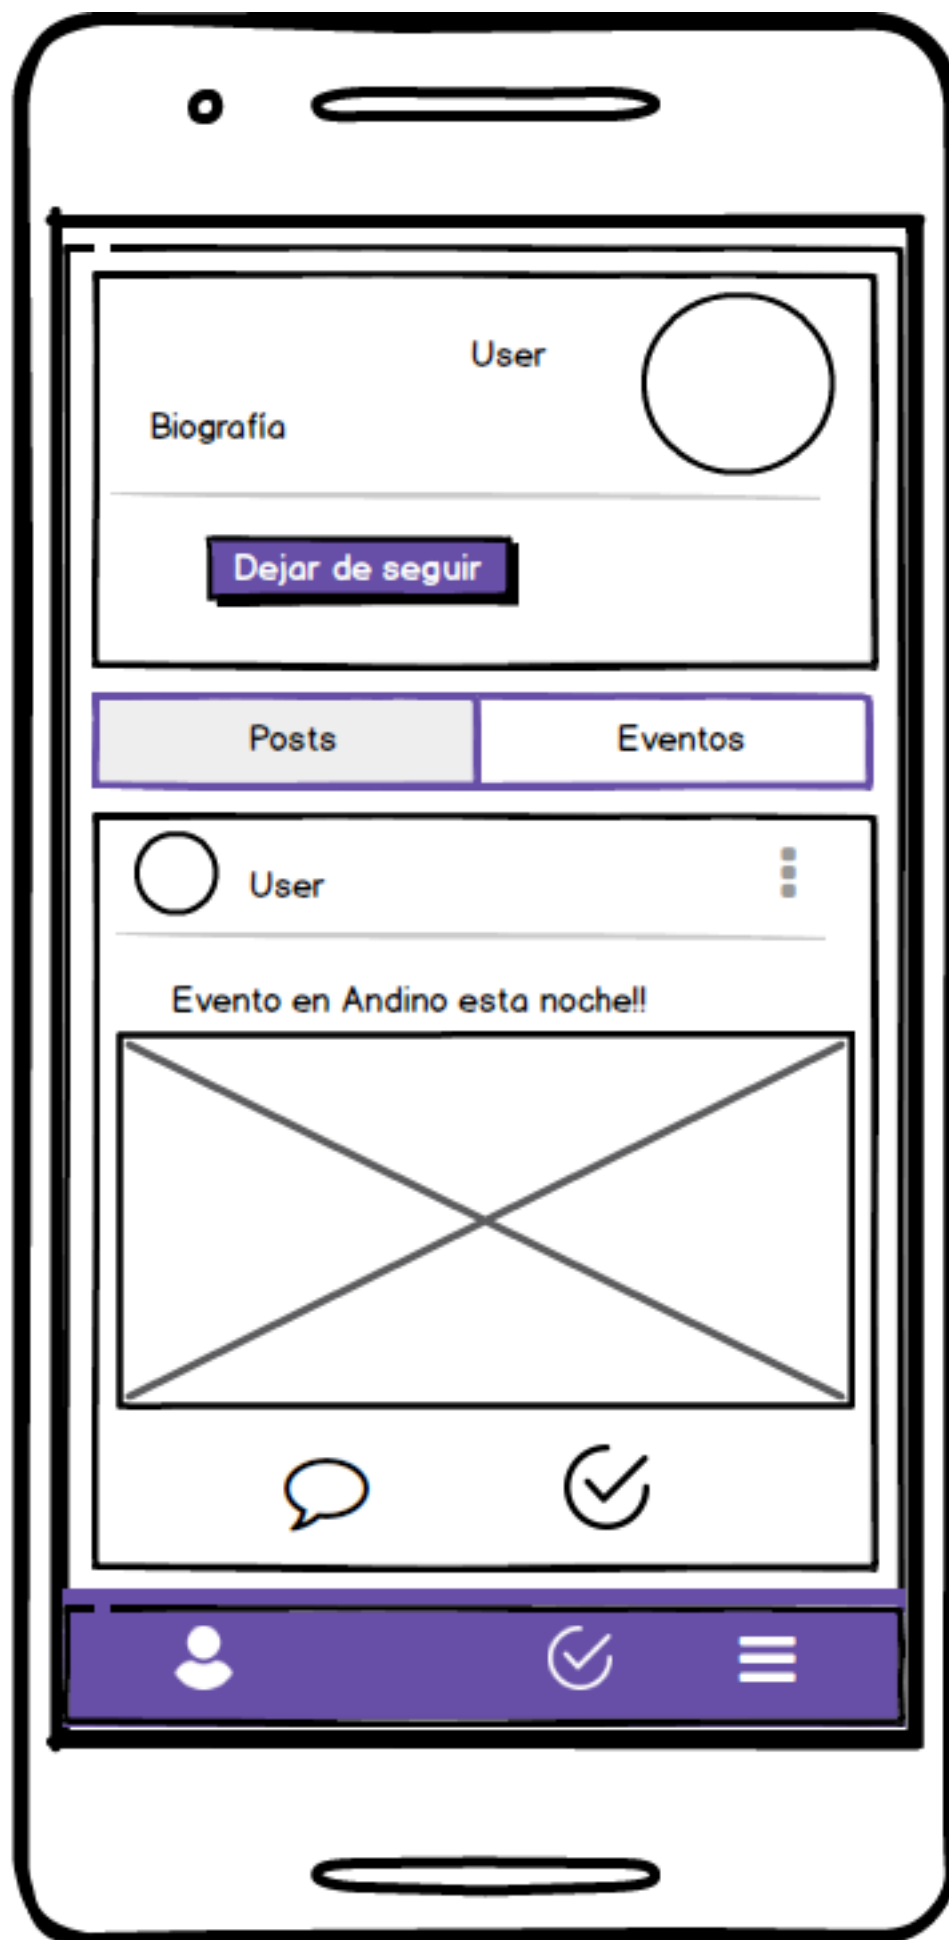 User
Biografía
Dejar de seguir
Posts
Eventos
User
Evento en Andino esta noche!!